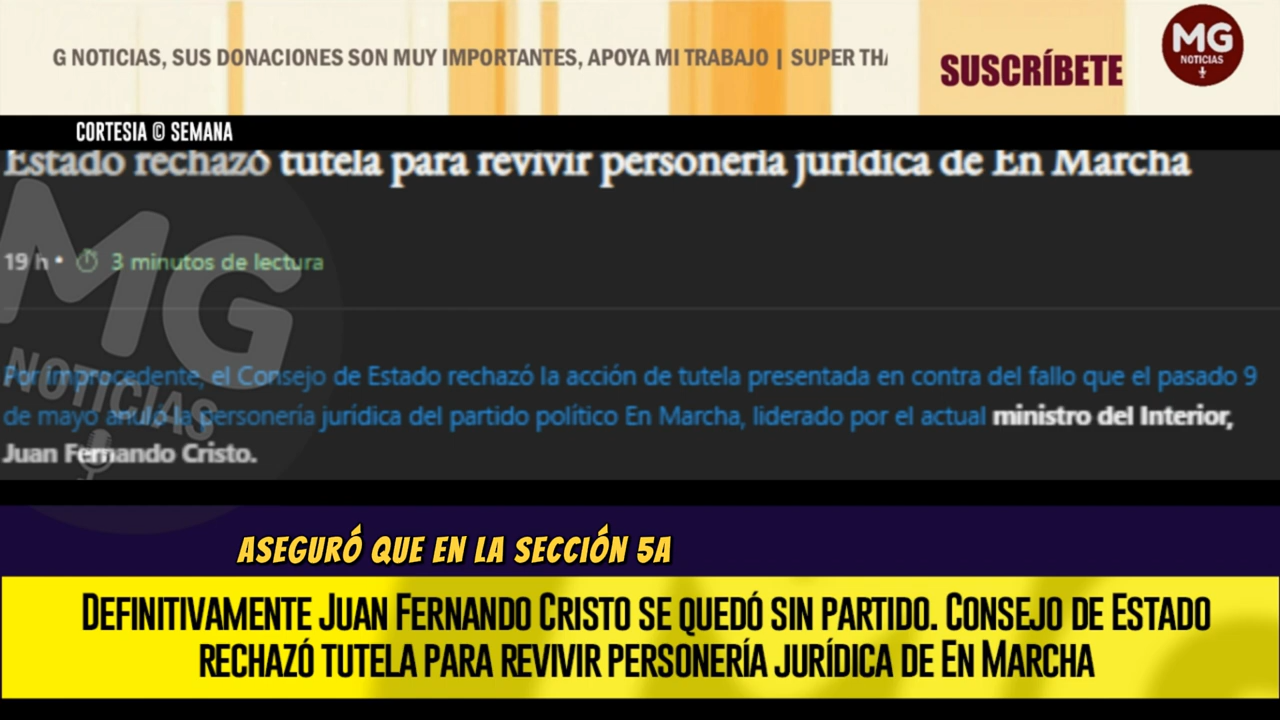 G NOTICIAS, SUS DONACIONES SON MUY IMPORTANTES, APOYA MI TRABAJO | SUPER THA
SUSCRÍBETE
MG
NOTICIAS
CORTESIA © SEMANA
Estado rechazó tutela para revivir personería jurídica de En Marcha
MG
NOTICIAS
19 h • 3 minutos de lectura
Por improcedente, el Consejo de Estado rechazó la acción de tutela presentada en contra del fallo que el pasado 9
de mayo anuló la personería jurídica del partido político En Marcha, liderado por el actual ministro del Interior,
Juan Fernando Cristo.
ASEGURÓ QUE EN LA SECCIÓN 5A
DEFINITIVAMENTE JUAN FERNANDO CRISTO SE QUEDÓ SIN PARTIDO. CONSEJO DE ESTADO
RECHAZÓ TUTELA PARA REVIVIR PERSONERÍA JURÍDICA DE EN MARCHA